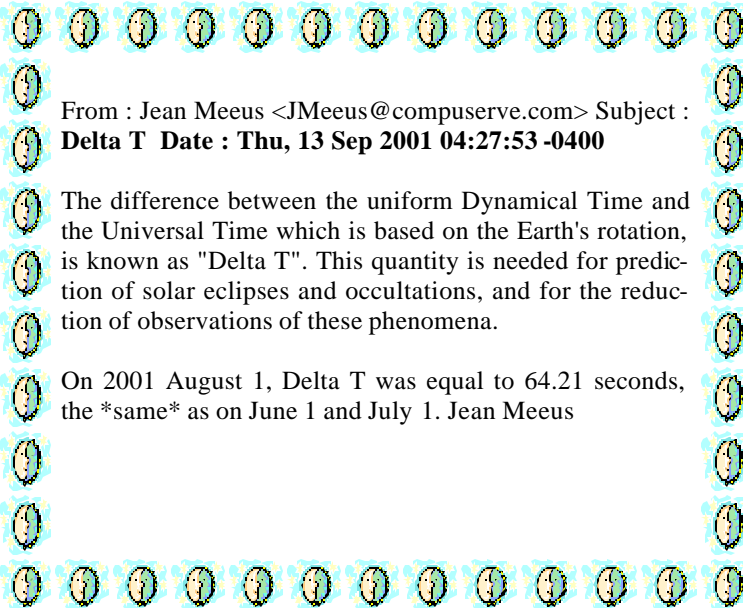 From : Jean Meeus <JMeeus@compuserve.com> Subject :
Delta T Date : Thu, 13 Sep 2001 04:27:53 -0400
The difference between the uniform Dynamical Time and
the Universal Time which is based on the Earth's rotation,
is known as "Delta T". This quantity is needed for predic-
tion of solar eclipses and occultations, and for the reduc-
tion of observations of these phenomena.
On 2001 August 1, Delta T was equal to 64.21 seconds,
the *same* as on June 1 and July 1. Jean Meeus